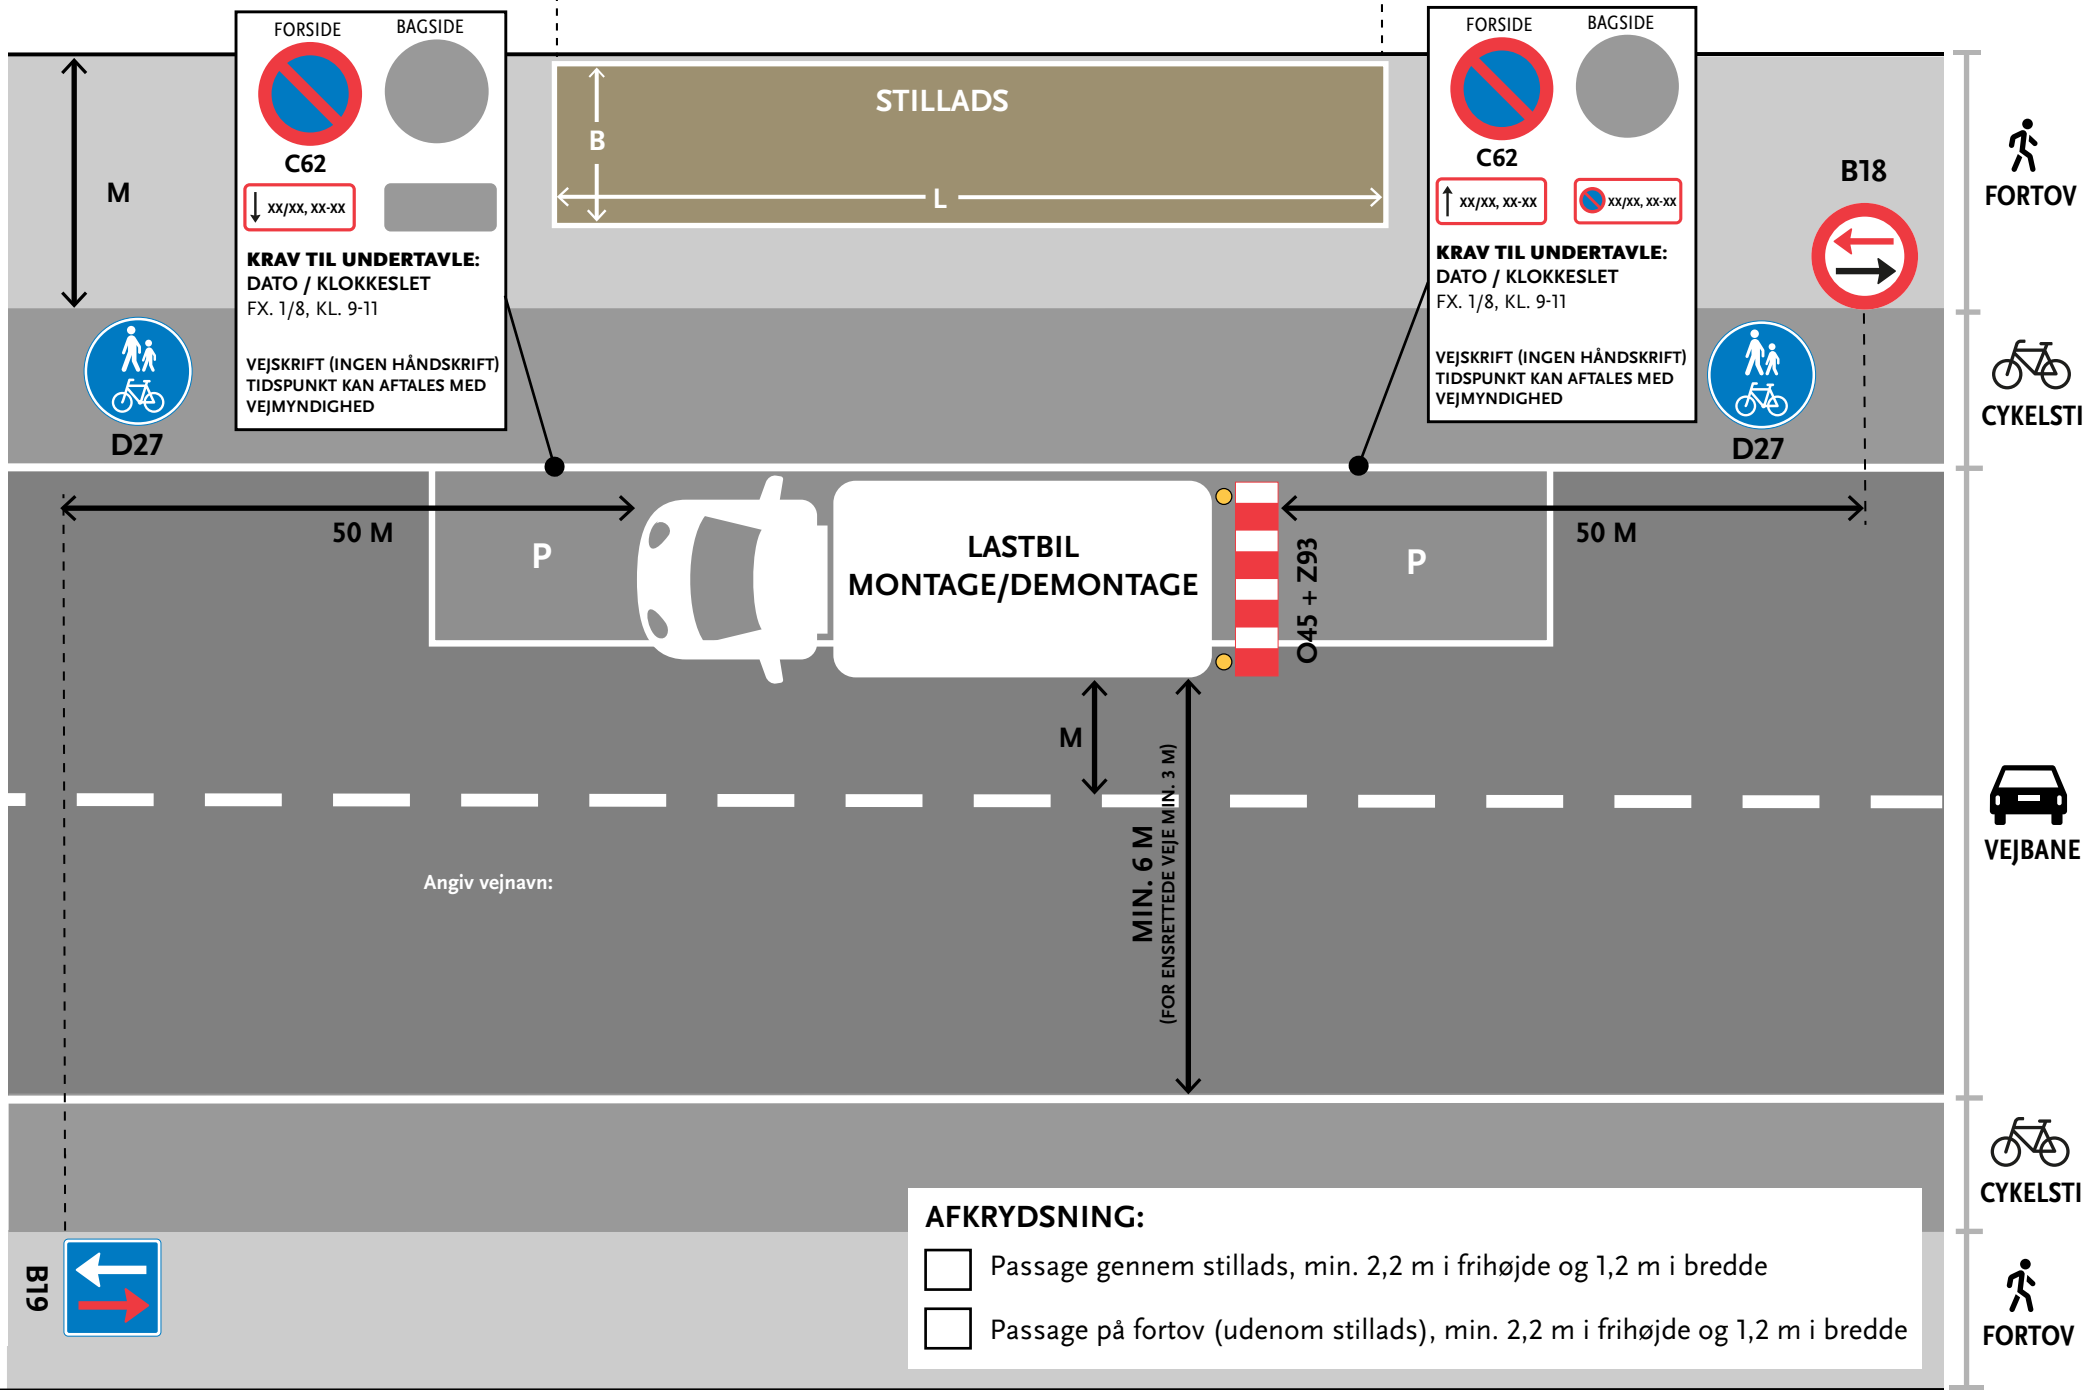 FORSIDE
BAGSIDE
C62
xx/xx, xx-xx
KRAV TIL UNDERTAVLE:
DATO / KLOKKESLET
FX. 1/8, KL. 9-11
VEJSKRIFT (INGEN HÅNDSKRIFT)
TIDSPUNKT KAN AFTALES MED
VEJMYNDIGHED
STILLADS
B
L
FORSIDE
BAGSIDE
C62
xx/xx, xx-xx
xx/xx, xx-xx
KRAV TIL UNDERTAVLE:
DATO / KLOKKESLET
FX. 1/8, KL. 9-11
VEJSKRIFT (INGEN HÅNDSKRIFT)
TIDSPUNKT KAN AFTALES MED
VEJMYNDIGHED
M
B18
FORTOV
D27
D27
CYKELSTI
50 M
P
LASTBIL
MONTAGE/DEMONTAGE
O45 + Z93
P
50 M
M
MIN. 6 M
(FOR ENSRETTEDE VEJE MIN. 3 M)
VEJBANE
Angiv vejnavn:
CYKELSTI
B19
AFKRYDSNING:
Passage gennem stillads, min. 2,2 m i frihøjde og 1,2 m i bredde
Passage på fortov (udenom stillads), min. 2,2 m i frihøjde og 1,2 m i bredde
FORTOV